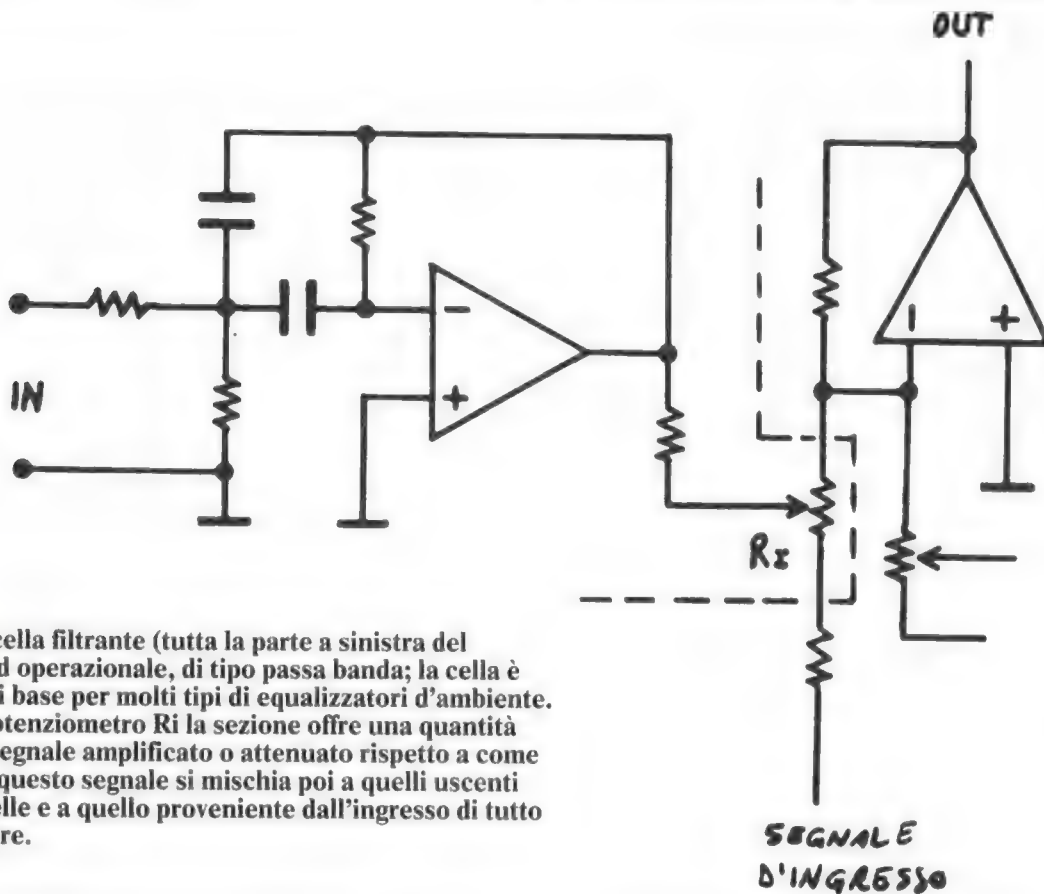 OUT
IN
-
+
-
+
RI
cella filtrante (tutta la parte a sinistra del
d operazionale, di tipo passa banda; la cella è
i base per molti tipi di equalizzatori d'ambiente.
otenziometro Ri la sezione offre una quantità
egnale amplificato o attenuato rispetto a come
questo segnale si mischia poi a quelli uscenti
elle e a quello proveniente dall'ingresso di tutto
re.
SEGNALE
D'INGRESSO